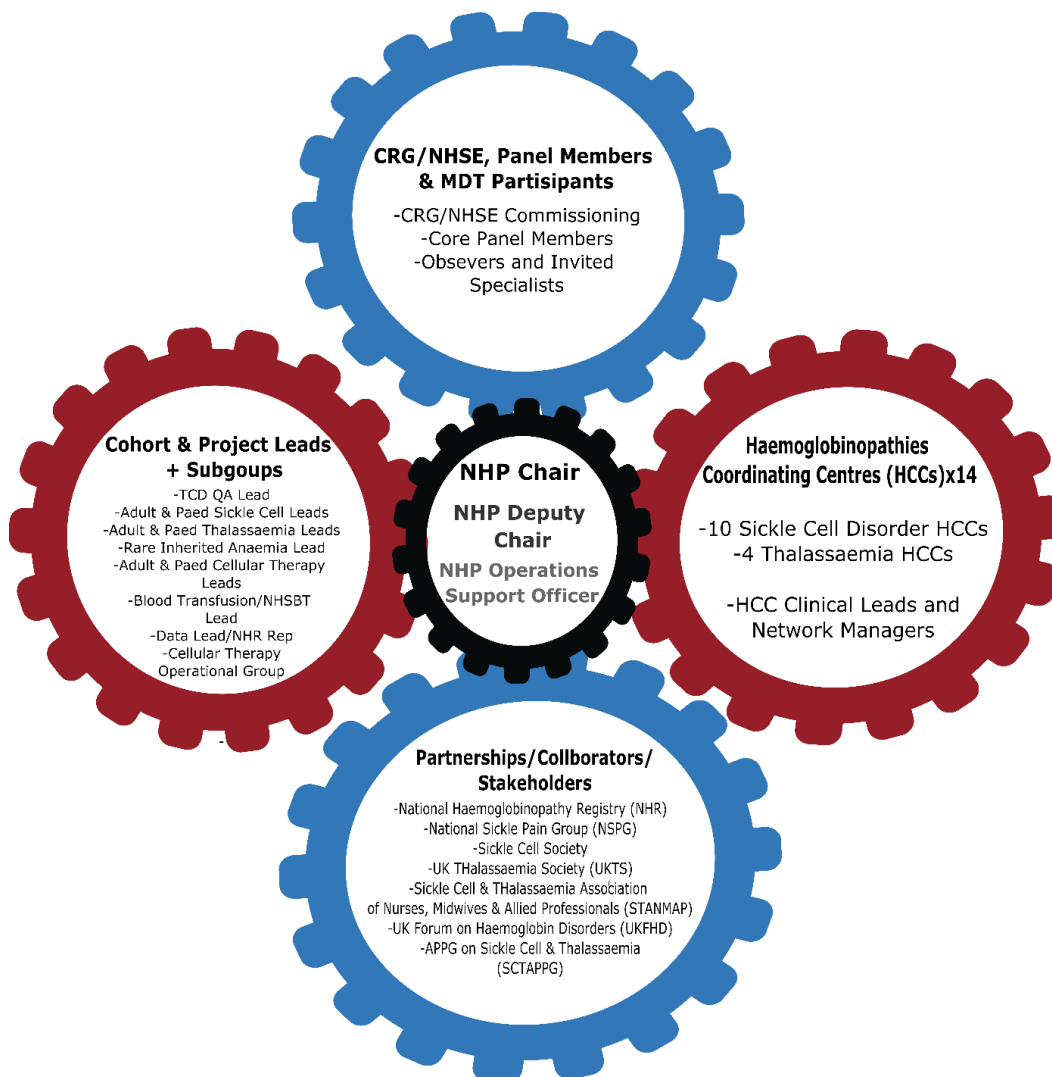 CRG/NHSE, Panel Members
& MDT Partisipants
-CRG/NHSE Commissioning
-Core Panel Members
-Obsevers and Invited
Specialists
Cohort & Project Leads
+ Subgoups
-TCD QA Lead
-Adult & Paed Sickle Cell Leads
-Adult & Paed Thalassaemia Leads
-Rare Inherited Anaemia Lead
-Adult & Paed Cellular Therapy
Leads
-Blood Transfusion/NHSBT
Lead
-Data Lead/NHR Rep
-Cellular Therapy
Operational Group
-
NHP Chair
NHP Deputy
Chair
NHP Operations
Support Officer
Haemoglobinopathies
Coordinating Centres (HCCs)x14
-10 Sickle Cell Disorder HCCs
-4 Thalassaemia HCCs
-HCC Clinical Leads and
Network Managers
Partnerships/Collborators/
Stakeholders
-National Haemoglobinopathy Registry (NHR)
-National Sickle Pain Group (NSPG)
-Sickle Cell Society
-UK THalassaemia Society (UKTS)
-Sickle Cell & THalassaemia Association
of Nurses, Midwives & Allied Professionals (STANMAP)
-UK Forum on Haemoglobin Disorders (UKFHD)
-APPG on Sickle Cell & Thalassaemia
(SCTAPPG)